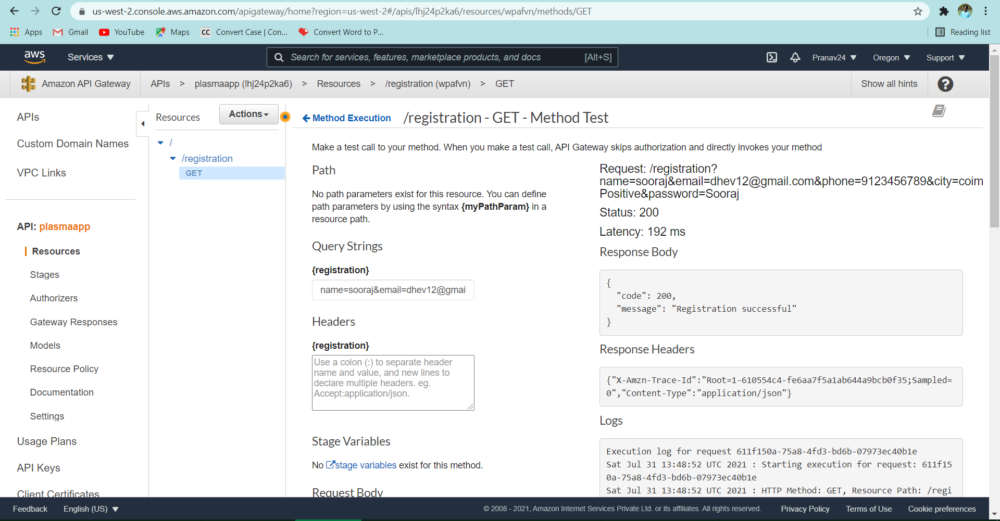 us-west-2.console.aws.amazon.com/apigateway/home?region=us-west-2#/apis/lhj24p2ka6/resources/wpafvn/methods/GET
Apps Gmail YouTube Maps CC Convert Case | Con... Convert Word to P... Reading list
aws Services Search for services, features, marketplace products, and docs [Alt+S] Pranav24 Oregon Support
Amazon API Gateway APIs > plasmaapp (lhj24p2ka6) > Resources > /registration (wpafvn) > GET Show all hints ?
APIs
Custom Domain Names
VPC Links
API: plasmaapp
Resources
Stages
Authorizers
Gateway Responses
Models
Resource Policy
Documentation
Settings
Usage Plans
API Keys
Client Certificates
Resources Actions
/
/registration
GET
Method Execution /registration - GET - Method Test
Make a test call to your method. When you make a test call, API Gateway skips authorization and directly invokes your method
Path
No path parameters exist for this resource. You can define
path parameters by using the syntax {myPathParam} in a
resource path.
Query Strings
{registration}
name=sooraj&email=dhev12@gmai
Headers
{registration}
Use a colon (:) to separate header
name and value, and new lines to
declare multiple headers. eg.
Accept:application/json.
Stage Variables
No stage variables exist for this method.
Request Body
Request: /registration?
name=sooraj&email=dhev12@gmail.com&phone=9123456789&city=coim
Positive&password=Sooraj
Status: 200
Latency: 192 ms
Response Body
{
"code": 200,
"message": "Registration successful"
}
Response Headers
{"X-Amzn-Trace-Id":"Root=1-610554c4-fe6aa7f5a1ab644a9bcb0f35;Sampled=
0","Content-Type":"application/json"}
Logs
Execution log for request 611f150a-75a8-4fd3-bd6b-07973ec40b1e
Sat Jul 31 13:48:52 UTC 2021 : Starting execution for request: 611f15
0a-75a8-4fd3-bd6b-07973ec40b1e
Sat Jul 31 13:48:52 UTC 2021 : HTTP Method: GET, Resource Path: /regi
Feedback English (US) © 2008 - 2021, Amazon Internet Services Private Ltd. or its affiliates. All rights reserved. Privacy Policy Terms of Use Cookie preferences